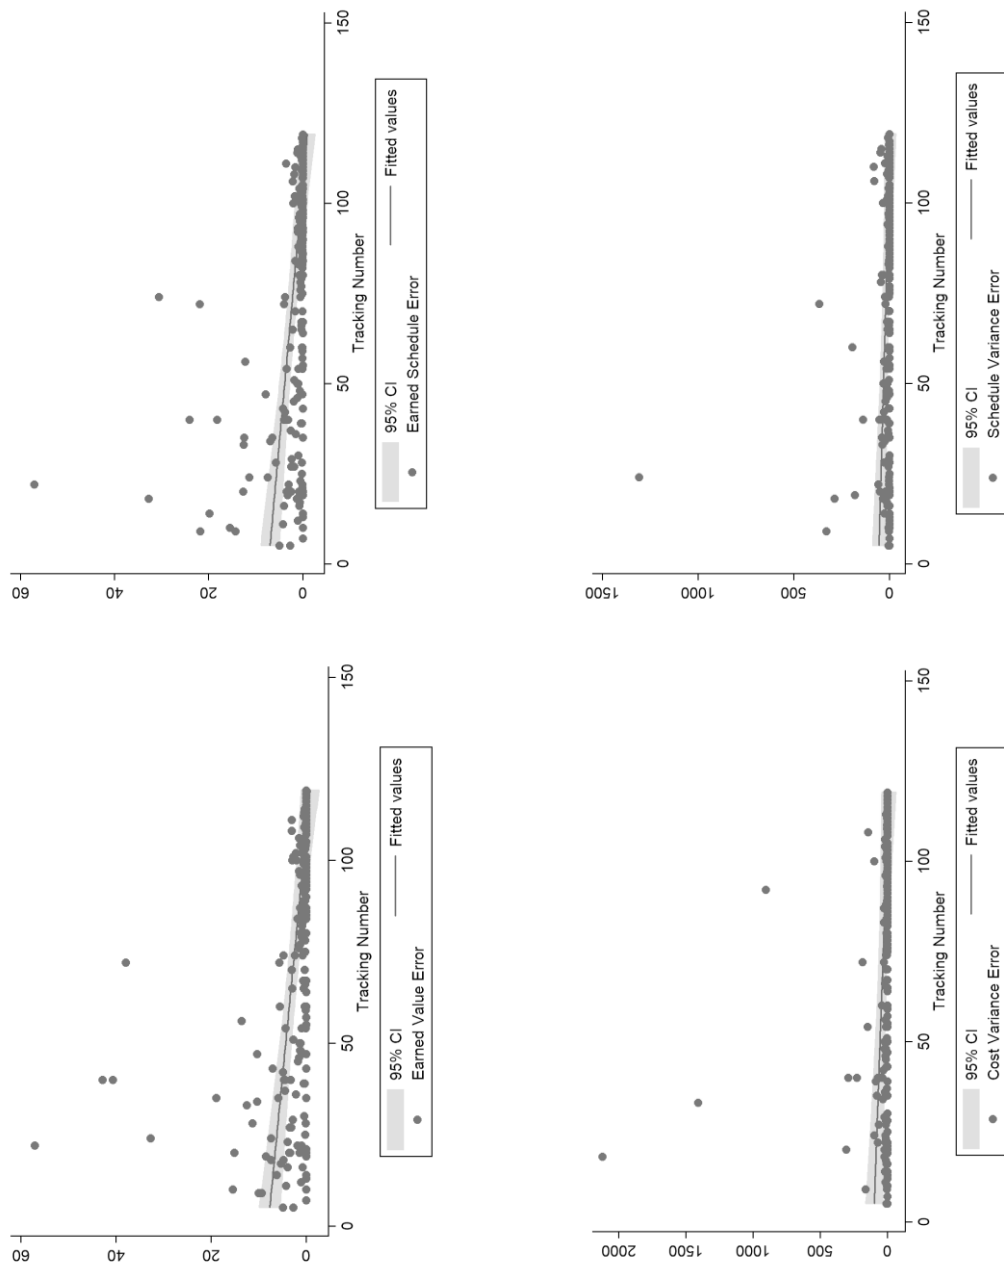 60
40
20
0
0 50 100 150
Tracking Number
95% CI Fitted values
Earned Value Error
60
40
20
0
0 50 100 150
Tracking Number
95% CI Fitted values
Earned Schedule Error
2000
1500
1000
500
0
0 50 100 150
Tracking Number
95% CI Fitted values
Cost Variance Error
1500
1000
500
0
0 50 100 150
Tracking Number
95% CI Fitted values
Schedule Variance Error